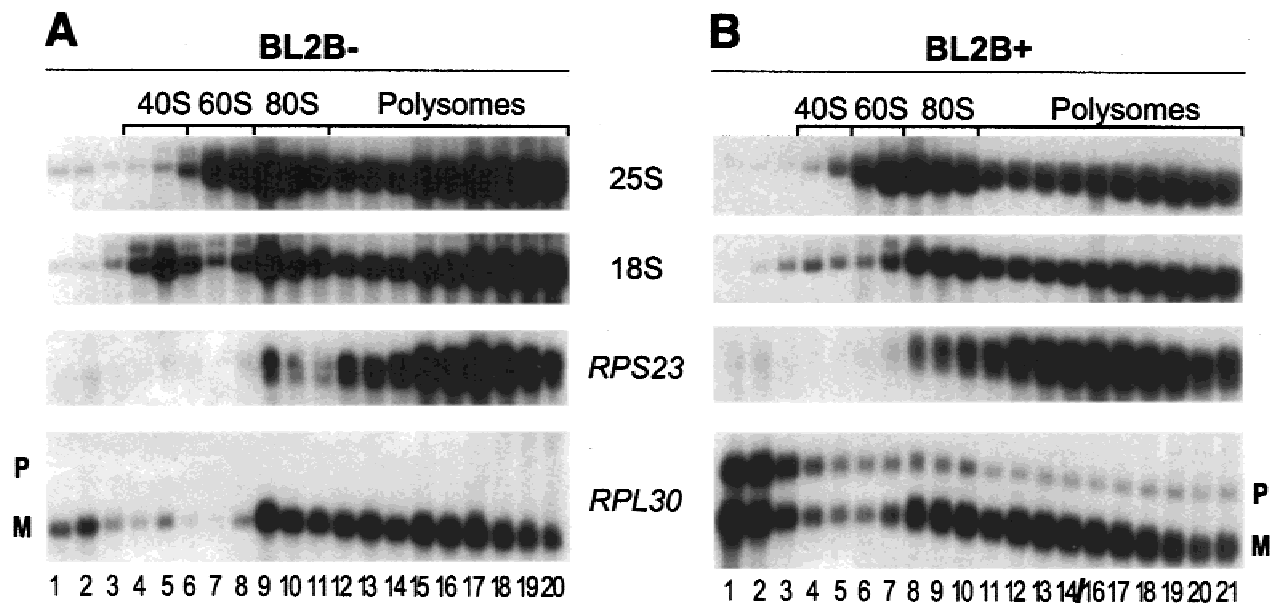 A
BL2B-
40S 60S 80S Polysomes
B
BL2B+
40S 60S 80S Polysomes
25S
18S
RPS23
RPL30
P
M
P
M
1 2 3 4 5 6 7 8 9 10 11 12 13 14 15 16 17 18 19 20
1 2 3 4 5 6 7 8 9 10 11 12 13 14/16 17 18 19 20 21